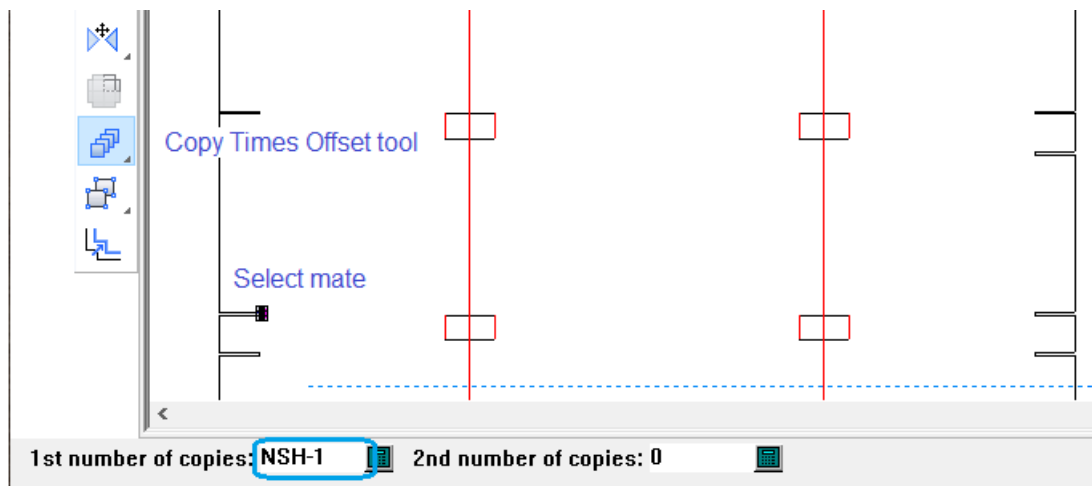 Copy Times Offset tool
Select mate
1st number of copies: NSH-1 2nd number of copies: 0